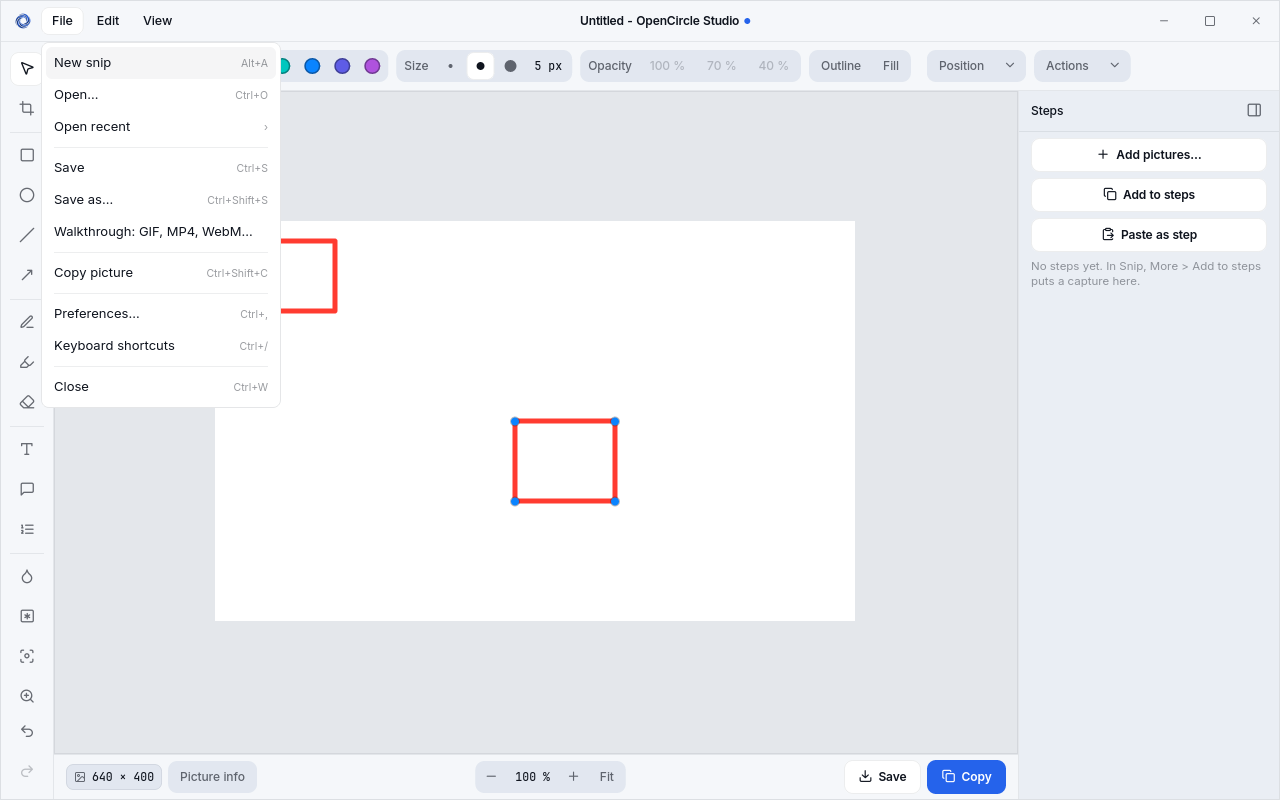 File Edit View
Untitled - OpenCircle Studio
New snip Alt+A
Open... Ctrl+O
Open recent
Save Ctrl+S
Save as... Ctrl+Shift+S
Walkthrough: GIF, MP4, WebM...
Copy picture Ctrl+Shift+C
Preferences... Ctrl+,
Keyboard shortcuts Ctrl+/
Close Ctrl+W
Size 5 px Opacity 100 % 70 % 40 % Outline Fill Position Actions
Steps
Add pictures...
Add to steps
Paste as step
No steps yet. In Snip, More > Add to steps
puts a capture here.
640 × 400 Picture info 100 % Fit Save Copy